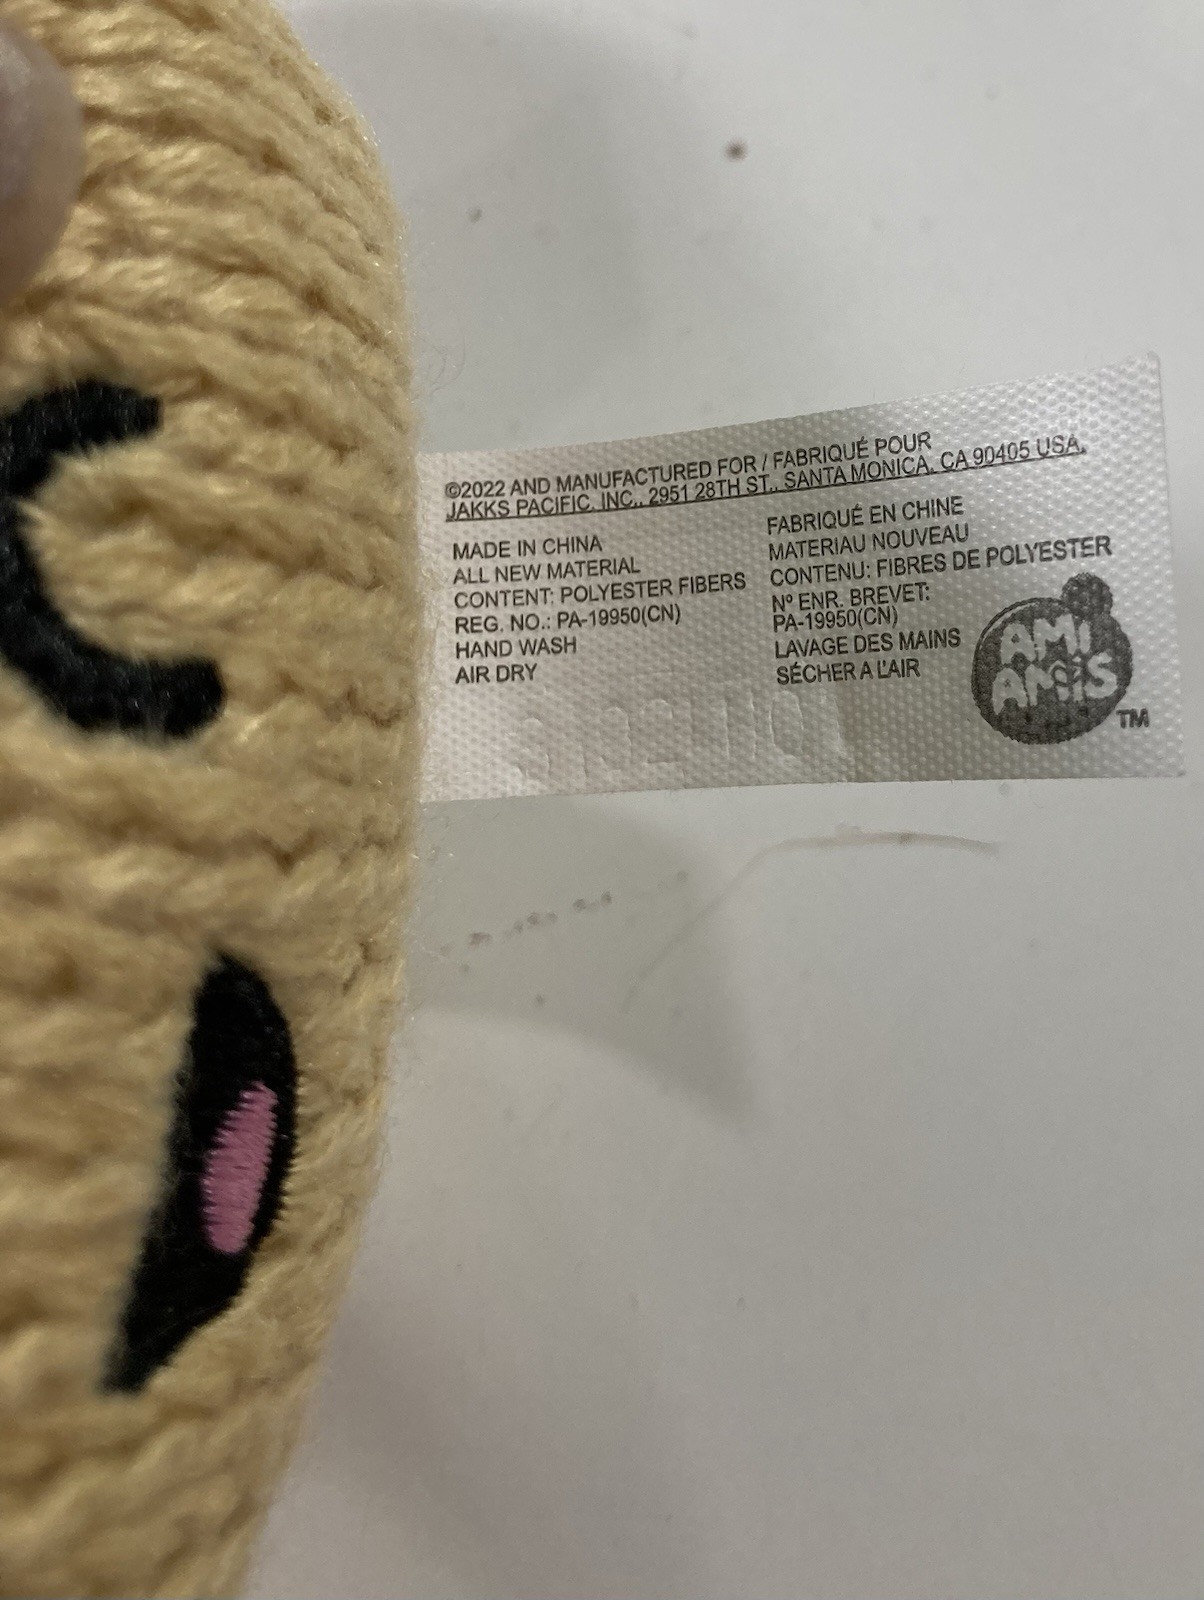 ©2022 AND MANUFACTURED FOR / FABRIQUÉ POUR
JAKKS PACIFIC, INC., 2951 28TH ST., SANTA MONICA, CA 90405 USA.
MADE IN CHINA
ALL NEW MATERIAL
CONTENT: POLYESTER FIBERS
REG. NO.: PA-19950(CN)
HAND WASH
AIR DRY
FABRIQUÉ EN CHINE
MATERIAU NOUVEAU
CONTENU: FIBRES DE POLYESTER
Nº ENR. BREVET:
PA-19950(CN)
LAVAGE DES MAINS
SÉCHER A L'AIR
AMI
AMIS
TM